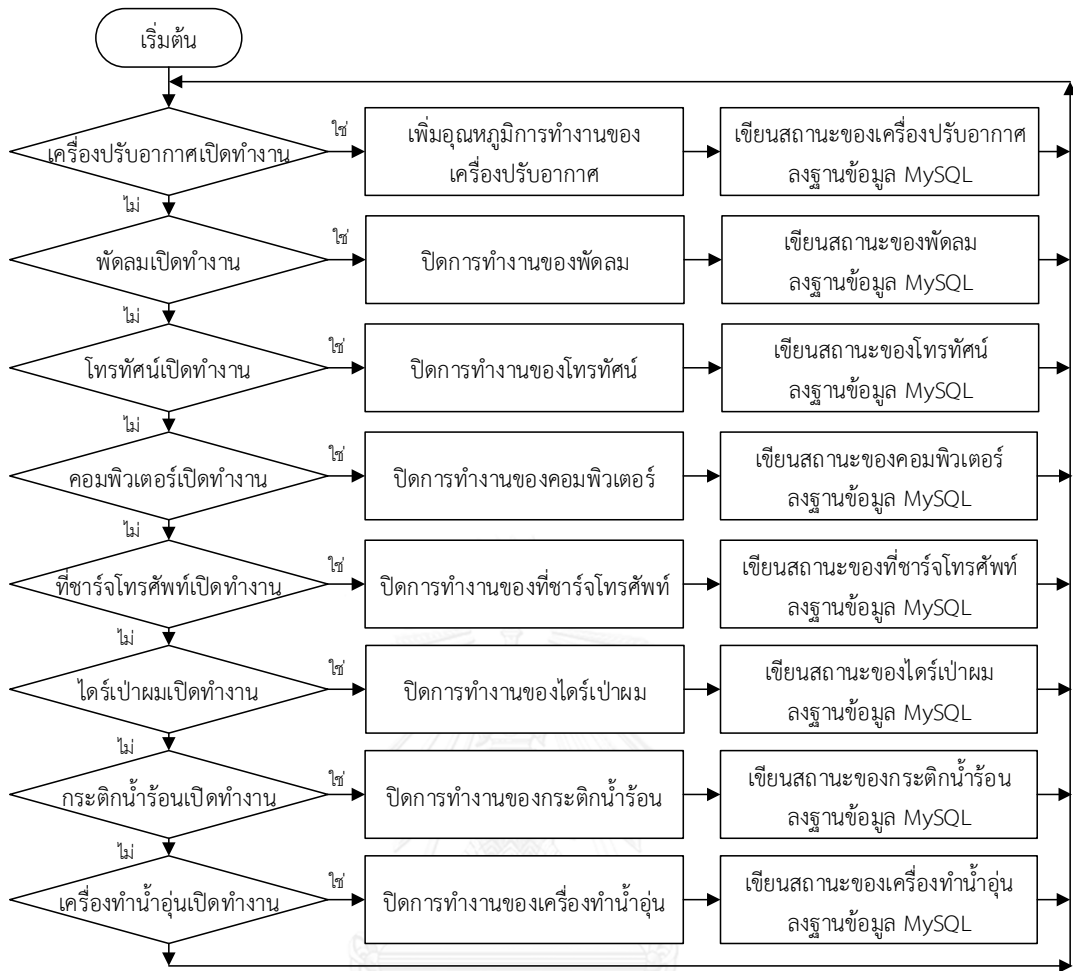 เริ่มต้น
เครื่องปรับอากาศเปิดทำงาน
ใช่
เพิ่มอุณหภูมิการทำงานของ
เครื่องปรับอากาศ
เขียนสถานะของเครื่องปรับอากาศ
ลงฐานข้อมูล MySQL
ไม่
พัดลมเปิดทำงาน
ใช่
ปิดการทำงานของพัดลม
เขียนสถานะของพัดลม
ลงฐานข้อมูล MySQL
ไม่
โทรทัศน์เปิดทำงาน
ใช่
ปิดการทำงานของโทรทัศน์
เขียนสถานะของโทรทัศน์
ลงฐานข้อมูล MySQL
ไม่
คอมพิวเตอร์เปิดทำงาน
ใช่
ปิดการทำงานของคอมพิวเตอร์
เขียนสถานะของคอมพิวเตอร์
ลงฐานข้อมูล MySQL
ไม่
ที่ชาร์จโทรศัพท์เปิดทำงาน
ใช่
ปิดการทำงานของที่ชาร์จโทรศัพท์
เขียนสถานะของที่ชาร์จโทรศัพท์
ลงฐานข้อมูล MySQL
ไม่
ไดร์เป่าผมเปิดทำงาน
ใช่
ปิดการทำงานของไดร์เป่าผม
เขียนสถานะของไดร์เป่าผม
ลงฐานข้อมูล MySQL
ไม่
กระติกน้ำร้อนเปิดทำงาน
ใช่
ปิดการทำงานของกระติกน้ำร้อน
เขียนสถานะของกระติกน้ำร้อน
ลงฐานข้อมูล MySQL
ไม่
เครื่องทำน้ำอุ่นเปิดทำงาน
ใช่
ปิดการทำงานของเครื่องทำน้ำอุ่น
เขียนสถานะของเครื่องทำน้ำอุ่น
ลงฐานข้อมูล MySQL